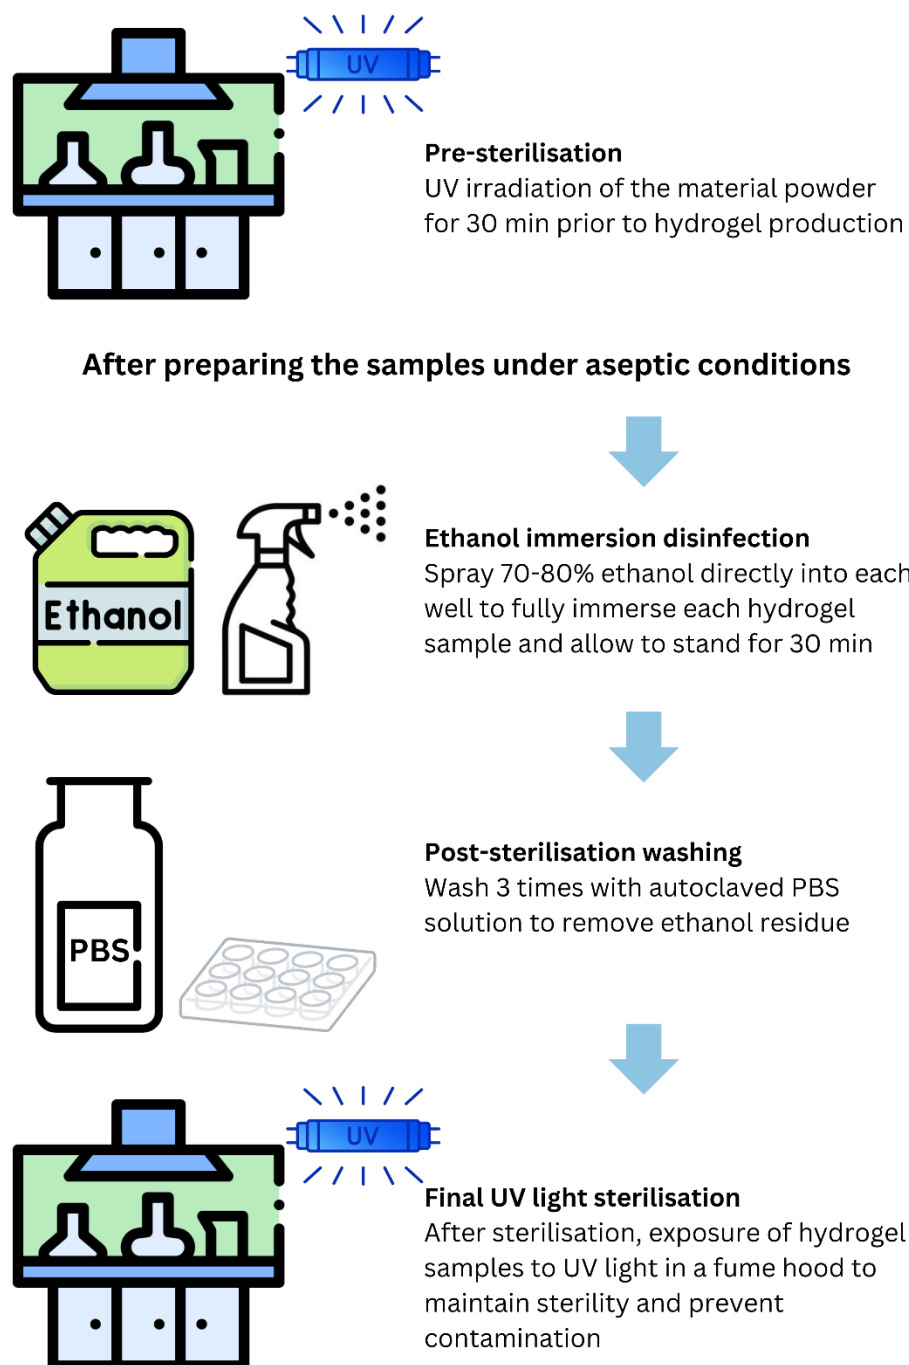 UV
Pre-sterilisation
UV irradiation of the material powder
for 30 min prior to hydrogel production
After preparing the samples under aseptic conditions
Ethanol
Ethanol immersion disinfection
Spray 70-80% ethanol directly into each
well to fully immerse each hydrogel
sample and allow to stand for 30 min
PBS
Post-sterilisation washing
Wash 3 times with autoclaved PBS
solution to remove ethanol residue
UV
Final UV light sterilisation
After sterilisation, exposure of hydrogel
samples to UV light in a fume hood to
maintain sterility and prevent
contamination